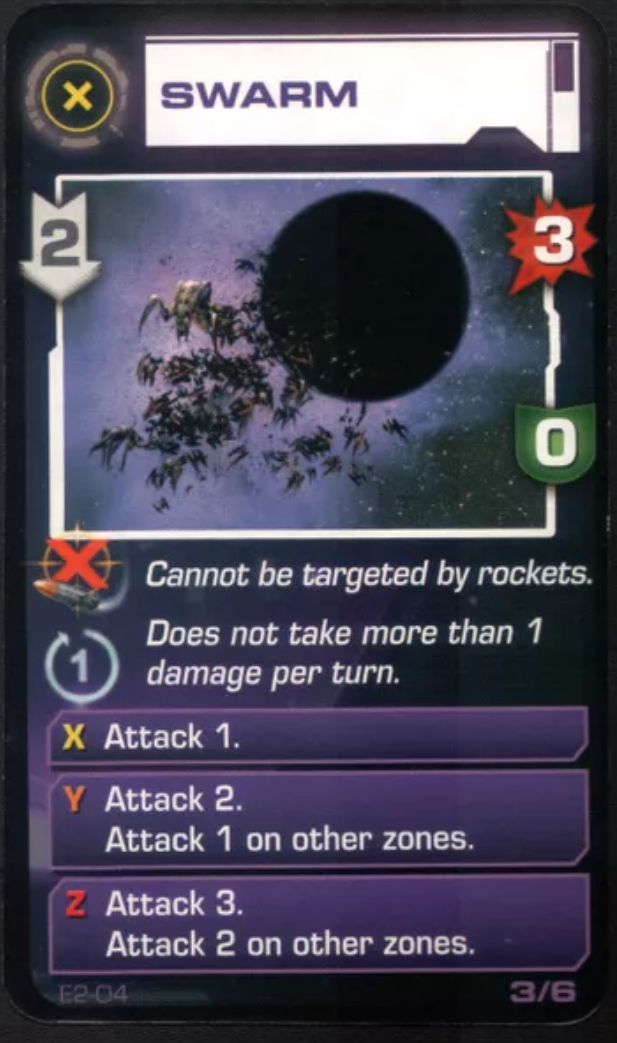 X
SWARM
2
3
0
Cannot be targeted by rockets.
1
Does not take more than 1
damage per turn.
X Attack 1.
Y Attack 2.
Attack 1 on other zones.
Z Attack 3.
Attack 2 on other zones.
E2-04
3/6